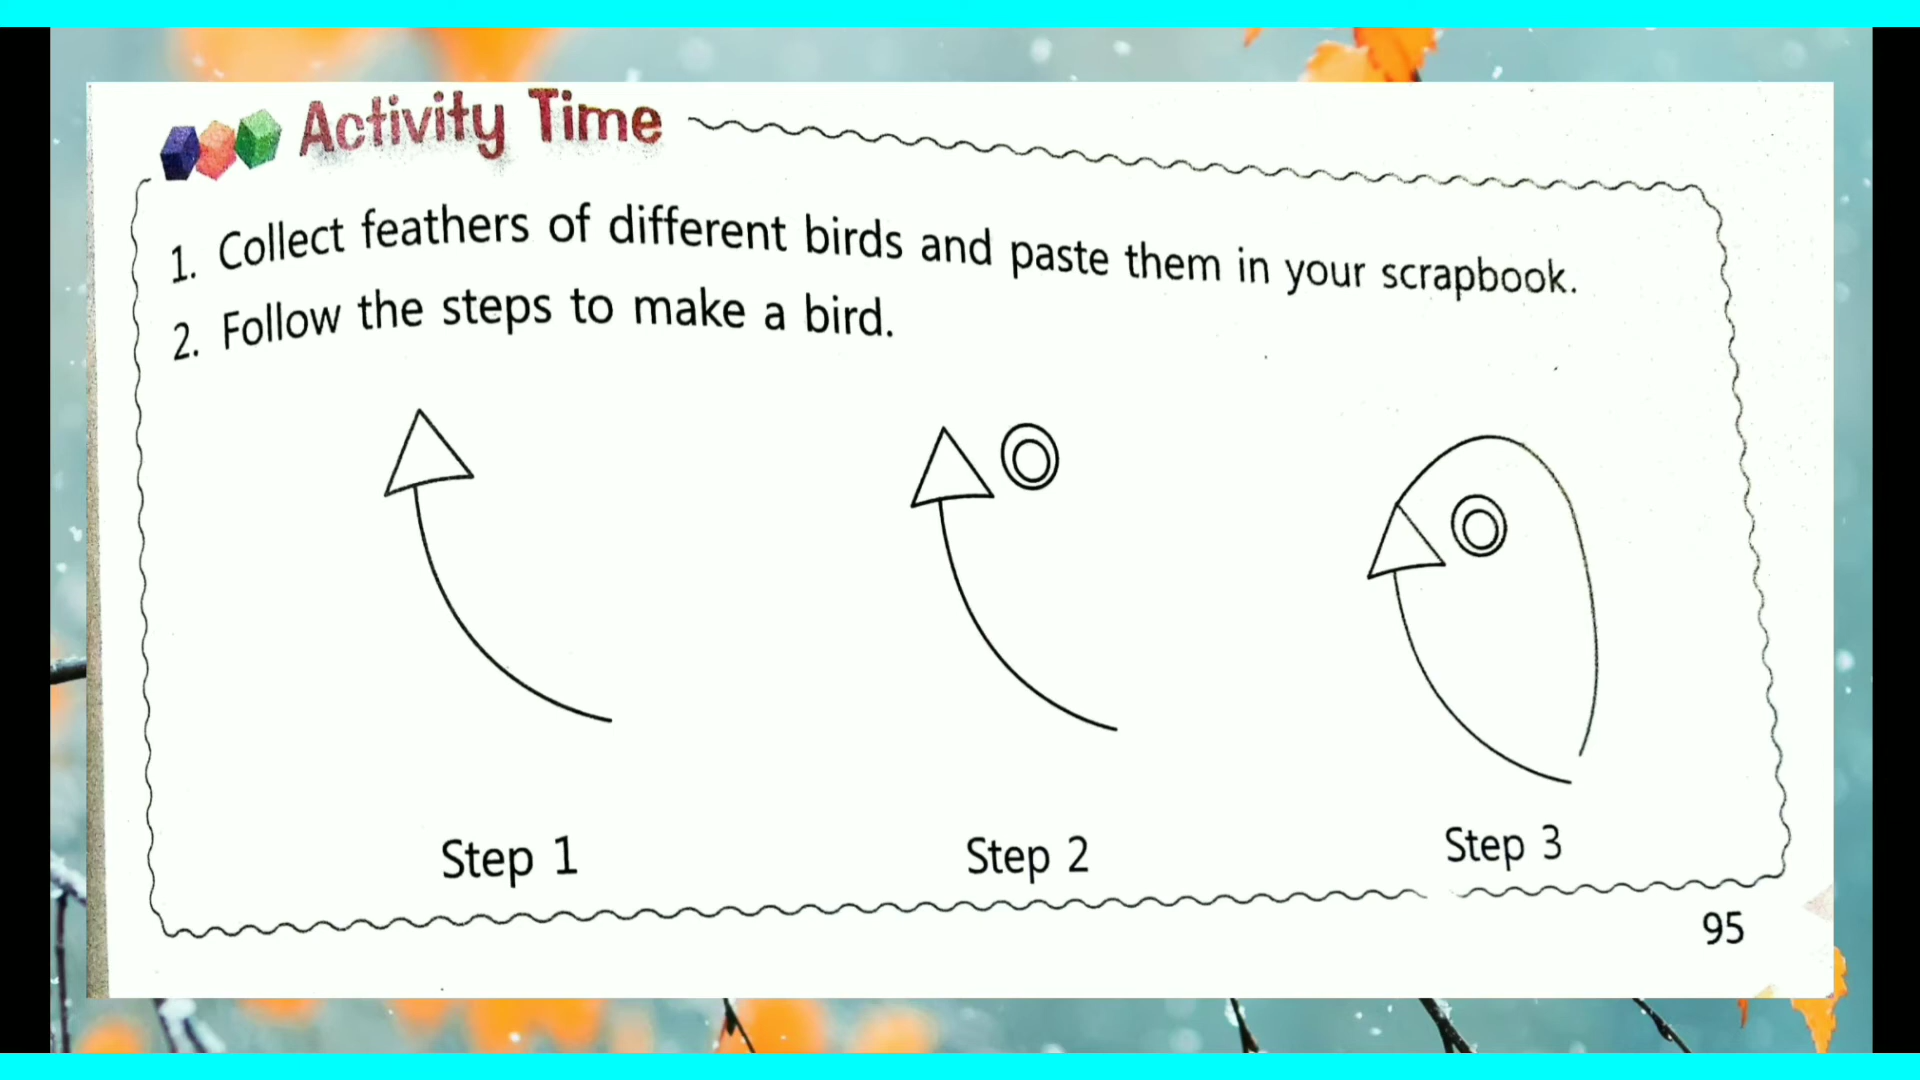 Activity Time
1. Collect feathers of different birds and paste them in your scrapbook.
2. Follow the steps to make a bird.
Step 1 Step 2 Step 3
95